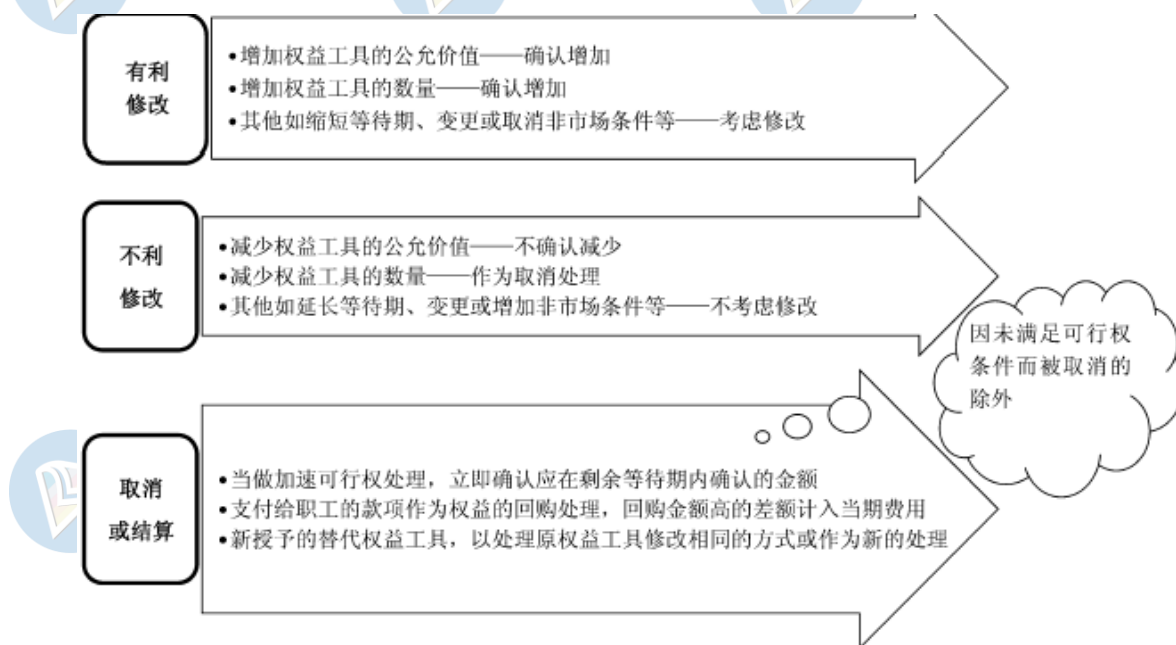 有利
修改
•增加权益工具的公允价值——确认增加
•增加权益工具的数量——确认增加
•其他如缩短等待期、变更或取消非市场条件等——考虑修改
不利
修改
•减少权益工具的公允价值——不确认减少
•减少权益工具的数量——作为取消处理
•其他如延长等待期、变更或增加非市场条件等——不考虑修改
因未满足可行权
条件而被取消的
除外
取消
或结算
•当做加速可行权处理，立即确认应在剩余等待期内确认的金额
•支付给职工的款项作为权益的回购处理，回购金额高的差额计入当期费用
•新授予的替代权益工具，以处理原权益工具修改相同的方式或作为新的处理